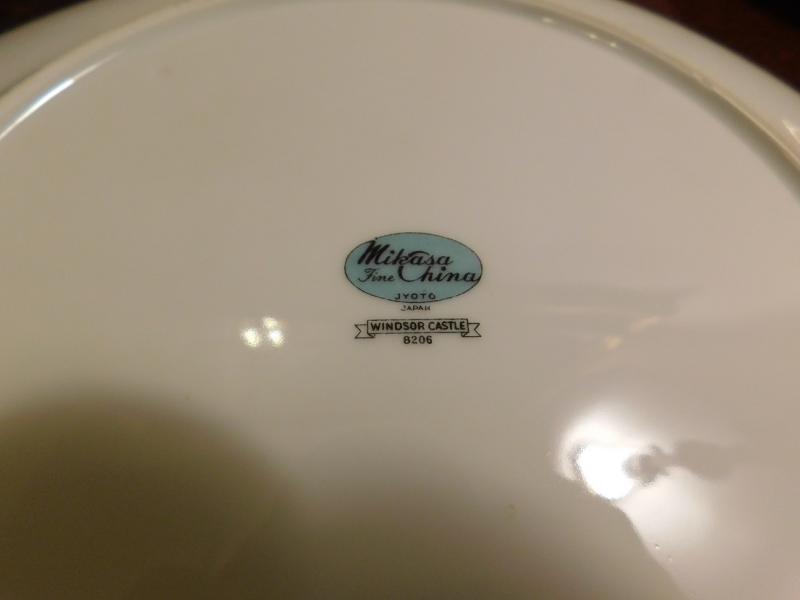 Mikasa
Fine China
JYOTO
JAPAN
WINDSOR CASTLE
8206